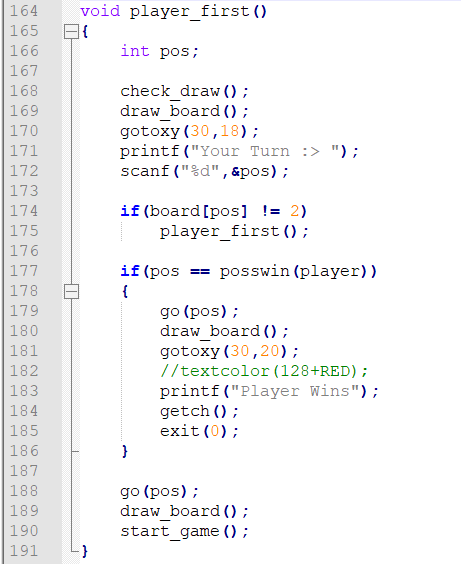 164 void player_first()
165 {
166     int pos;
167
168     check_draw();
169     draw_board();
170     gotoxy(30,18);
171     printf("Your Turn :> ");
172     scanf("%d",&pos);
173
174     if(board[pos] != 2)
175         player_first();
176
177     if(pos == posswin(player))
178     {
179         go(pos);
180         draw_board();
181         gotoxy(30,20);
182         //textcolor(128+RED);
183         printf("Player Wins");
184         getch();
185         exit(0);
186     }
187
188     go(pos);
189     draw_board();
190     start_game();
191 }